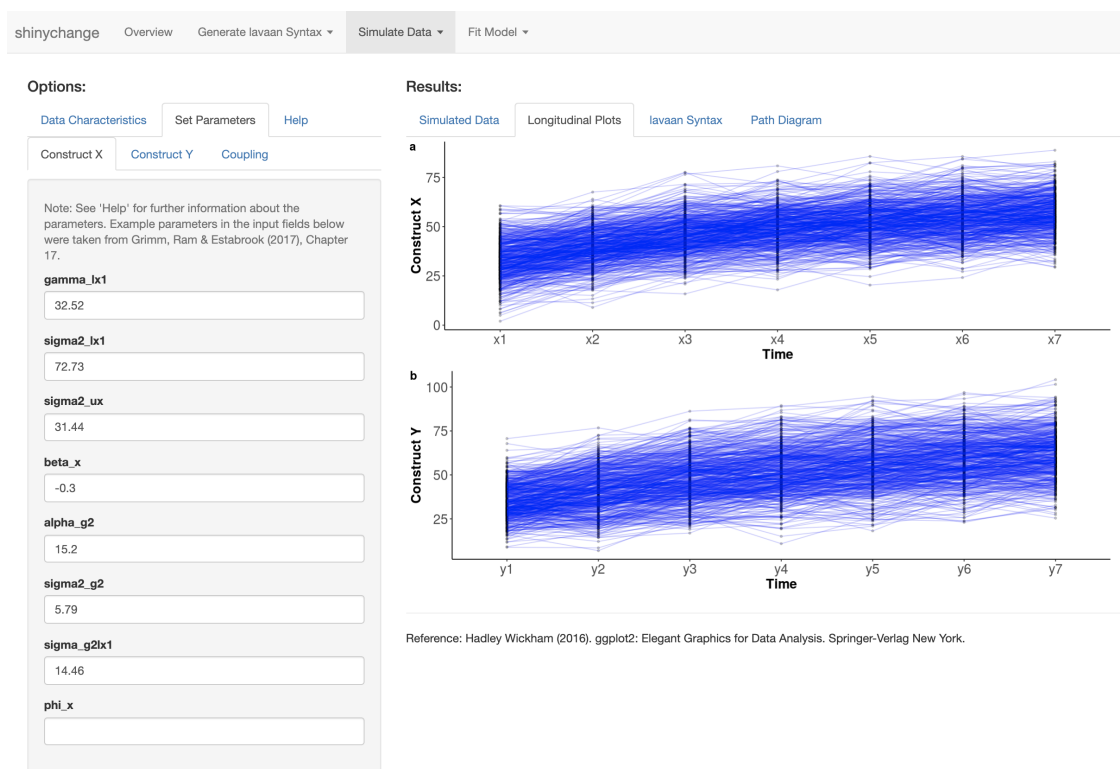 shinychange Overview Generate lavaan Syntax Simulate Data Fit Model
Options:
Data Characteristics Set Parameters Help
Construct X Construct Y Coupling
Note: See 'Help' for further information about the
parameters. Example parameters in the input fields below
were taken from Grimm, Ram & Estabrook (2017), Chapter
17.
gamma_lx1
32.52
sigma2_lx1
72.73
sigma2_ux
31.44
beta_x
-0.3
alpha_g2
15.2
sigma2_g2
5.79
sigma_g2lx1
14.46
phi_x
Results:
Simulated Data Longitudinal Plots lavaan Syntax Path Diagram
a
Construct X
75
50
25
0
x1 x2 x3 x4 x5 x6 x7
Time
b
Construct Y
100
75
50
25
y1 y2 y3 y4 y5 y6 y7
Time
Reference: Hadley Wickham (2016). ggplot2: Elegant Graphics for Data Analysis. Springer-Verlag New York.